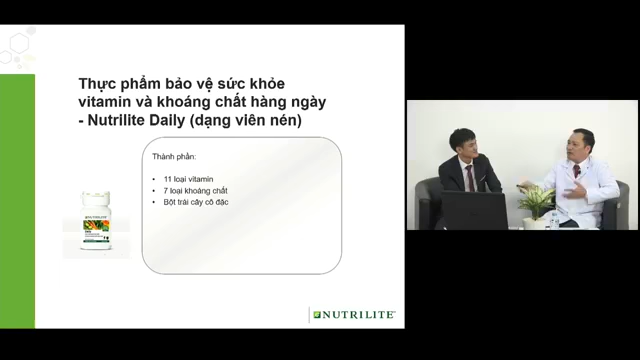 Thực phẩm bảo vệ sức khỏe
vitamin và khoáng chất hàng ngày
- Nutrilite Daily (dạng viên nén)
Thành phần:
• 11 loại vitamin
• 7 loại khoáng chất
• Bột trái cây cô đặc
NUTRILITE
NUTRILITE